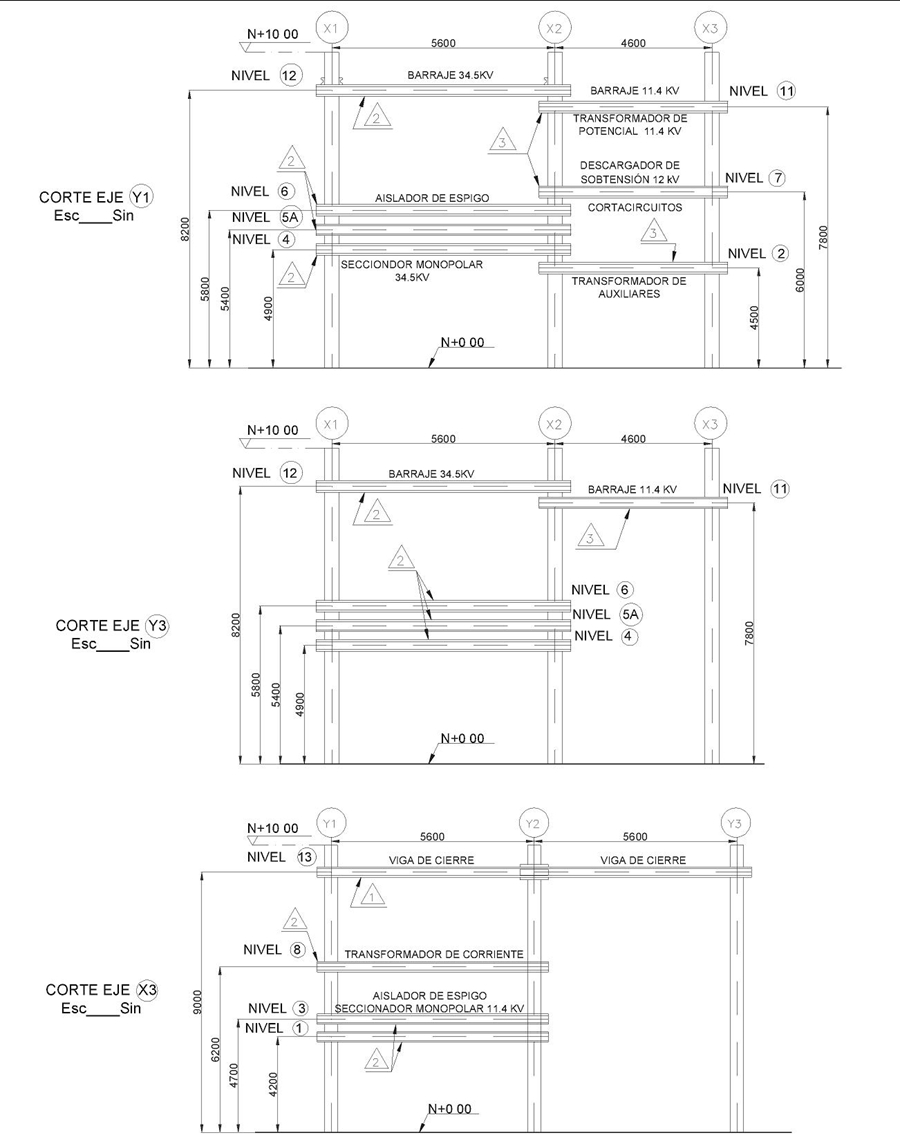 X1
X2
X3
N+10 00
5600
4600
NIVEL 12
BARRAJE 34.5KV
BARRAJE 11.4 KV
NIVEL 11
2
TRANSFORMADOR DE
POTENCIAL 11.4 KV
3
2
DESCARGADOR DE
SOBTENSIÓN 12 kV
NIVEL 7
CORTE EJE Y1
Esc____Sin
NIVEL 6
AISLADOR DE ESPIGO
CORTACIRCUITOS
NIVEL 5A
NIVEL 4
3
NIVEL 2
2
SECCIONDOR MONOPOLAR
34.5KV
TRANSFORMADOR DE
AUXILIARES
8200
5800
5400
4900
4500
6000
7800
N+0 00
X1
X2
X3
N+10 00
5600
4600
NIVEL 12
BARRAJE 34.5KV
BARRAJE 11.4 KV
NIVEL 11
2
3
2
NIVEL 6
NIVEL 5A
NIVEL 4
CORTE EJE Y3
Esc____Sin
8200
5800
5400
4900
7800
N+0 00
Y1
Y2
Y3
N+10 00
5600
5600
NIVEL 13
VIGA DE CIERRE
VIGA DE CIERRE
1
2
NIVEL 8
TRANSFORMADOR DE CORRIENTE
CORTE EJE X3
Esc____Sin
AISLADOR DE ESPIGO
NIVEL 3
SECCIONADOR MONOPOLAR 11.4 KV
NIVEL 1
2
9000
6200
4700
4200
N+0 00